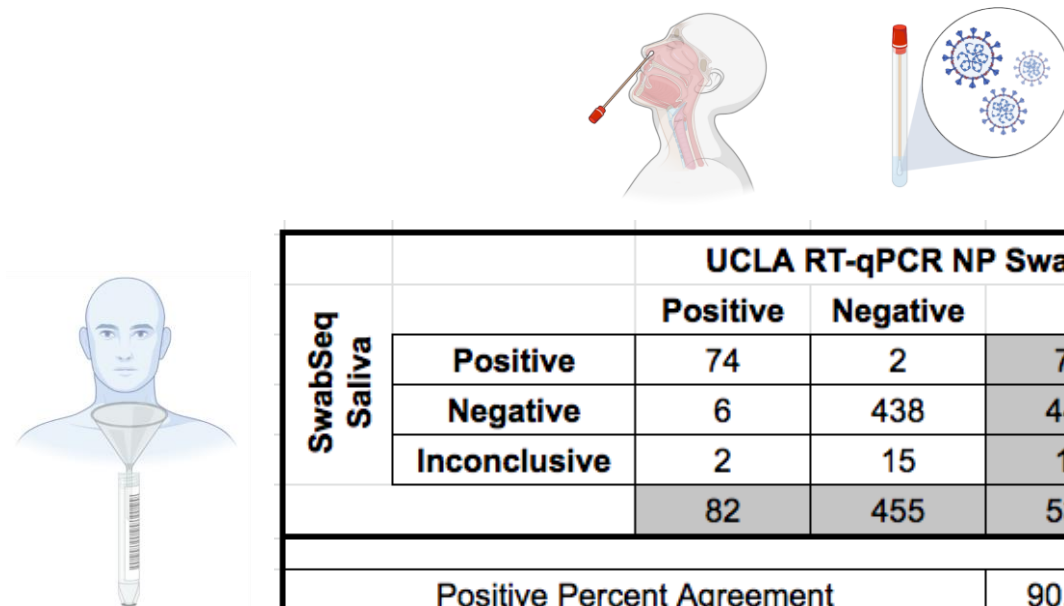 UCLA RT-qPCR NP
SwabSeq
Saliva
Positive Negative
Positive 74 2
Negative 6 438
Inconclusive 2 15
82 455
Positive Percent Agreement 90